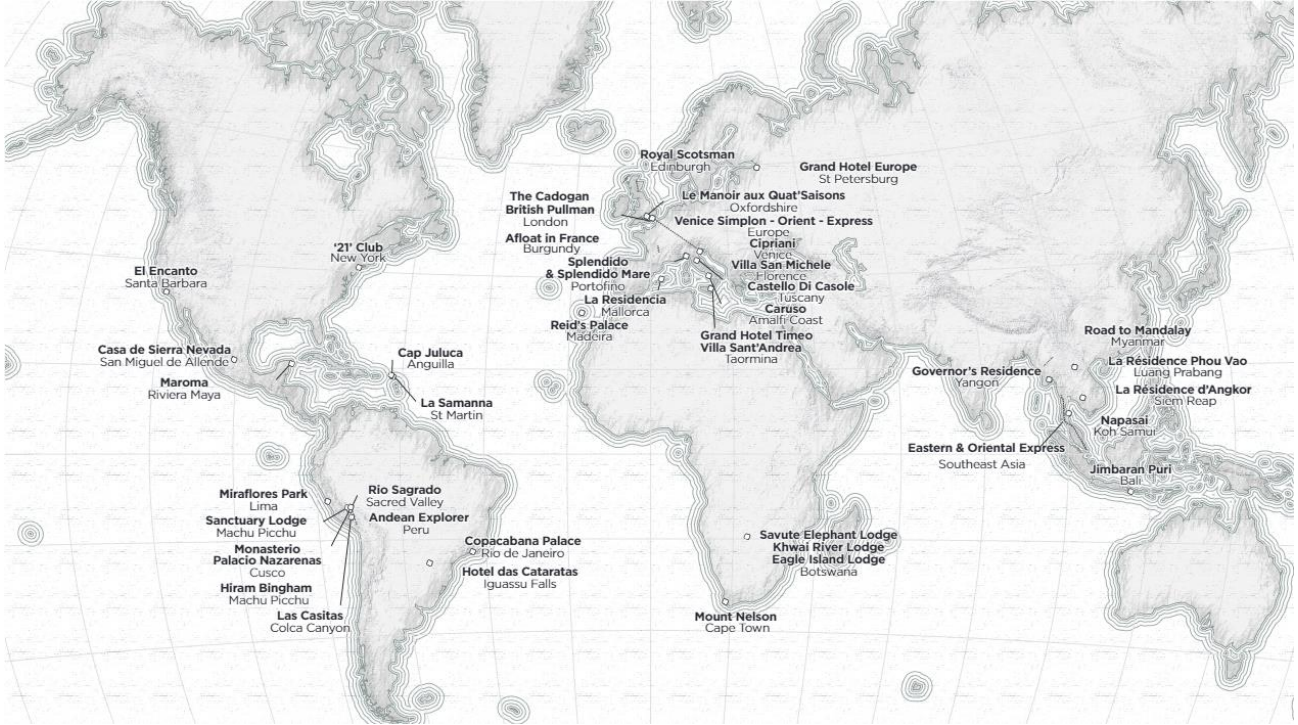 Royal Scotsman
Edinburgh
Grand Hotel Europe
St Petersburg
The Cadogan
British Pullman
London
Le Manoir aux Quat'Saisons
Oxfordshire
Venice Simplon - Orient - Express
Europe
Afloat in France
Burgundy
Cipriani
Venice
Splendido
& Splendido Mare
Portofino
Villa San Michele
Florence
Castello Di Casole
Tuscany
La Residencia
Mallorca
Caruso
Amalfi Coast
Reid's Palace
Madeira
Grand Hotel Timeo
Villa Sant'Andrea
Taormina
'21' Club
New York
El Encanto
Santa Barbara
Casa de Sierra Nevada
San Miguel de Allende
Maroma
Riviera Maya
Cap Juluca
Anguilla
La Samanna
St Martin
Road to Mandalay
Myanmar
La Résidence Phou Vao
Luang Prabang
Governor's Residence
Yangon
La Résidence d'Angkor
Siem Reap
Napasai
Koh Samui
Eastern & Oriental Express
Southeast Asia
Jimbaran Puri
Bali
Miraflores Park
Lima
Rio Sagrado
Sacred Valley
Sanctuary Lodge
Machu Picchu
Andean Explorer
Peru
Monasterio
Palacio Nazarenas
Cusco
Copacabana Palace
Rio de Janeiro
Hotel das Cataratas
Iguassu Falls
Hiram Bingham
Machu Picchu
Las Casitas
Colca Canyon
Savute Elephant Lodge
Khwai River Lodge
Eagle Island Lodge
Botswana
Mount Nelson
Cape Town